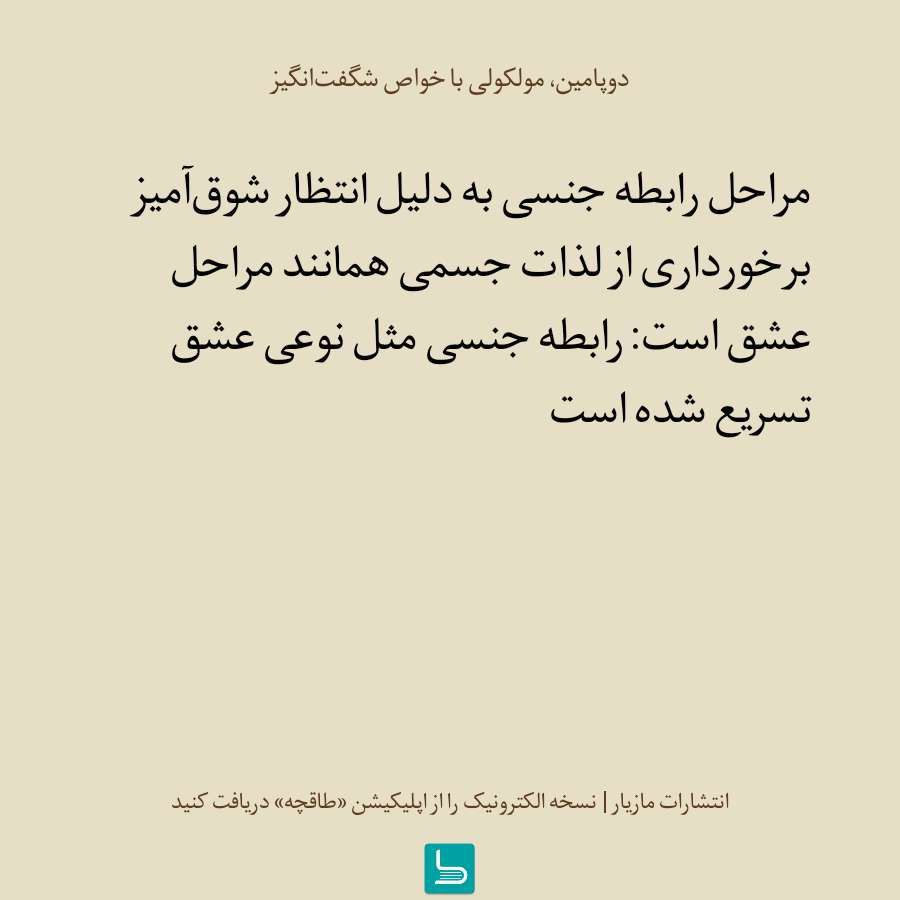 دوپامین، مولکولی با خواص شگفت‌انگیز
مراحل رابطه جنسی به دلیل انتظار شوق‌آمیز
برخورداری از لذات جسمی همانند مراحل
عشق است: رابطه جنسی مثل نوعی عشق
تسریع شده است
انتشارات مازیار | نسخه الکترونیک را از اپلیکیشن «طاقچه» دریافت کنید